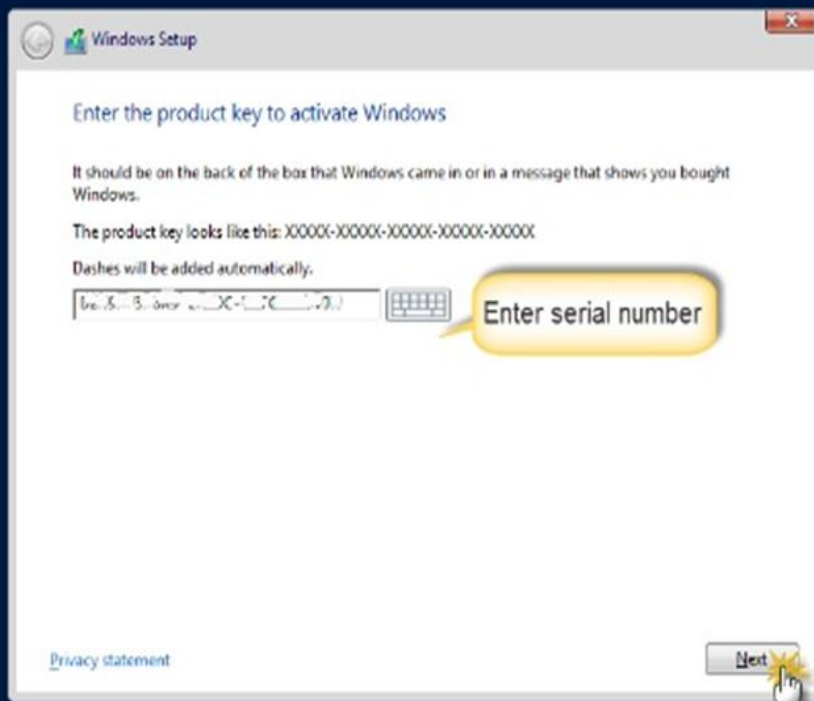 Windows Setup
Enter the product key to activate Windows
It should be on the back of the box that Windows came in or in a message that shows you bought
Windows.
The product key looks like this: XXXXX-XXXXX-XXXXX-XXXXX-XXXXX
Dashes will be added automatically.
Enter serial number
Privacy statement
Next